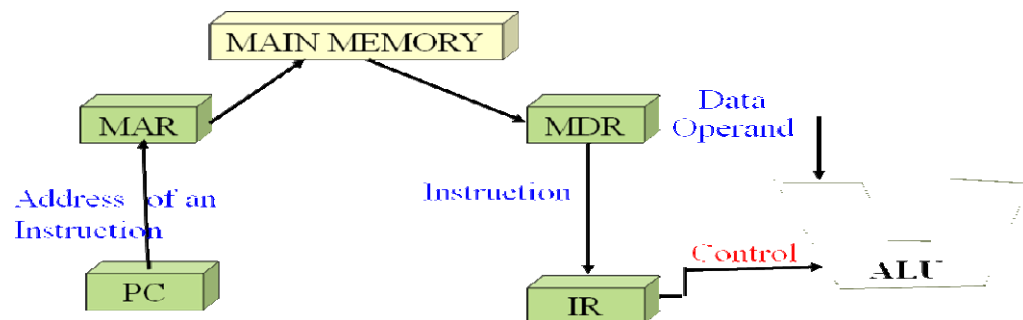 MAIN MEMORY
MAR
MDR
Data
Operand
Address of an
Instruction
Instruction
PC
IR
Control
ALU